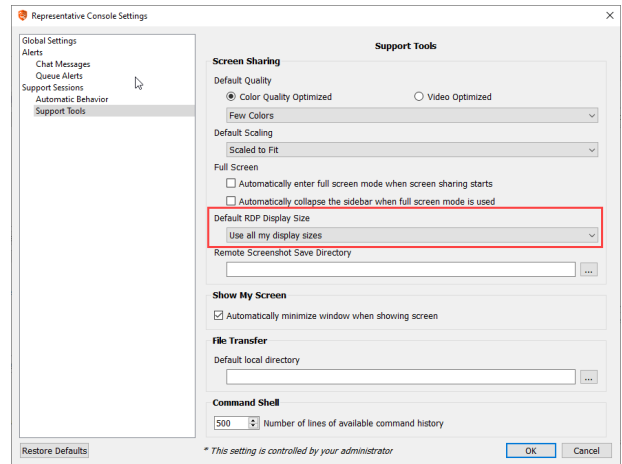 Representative Console Settings
Global Settings
Alerts
Chat Messages
Queue Alerts
Support Sessions
Automatic Behavior
Support Tools
Support Tools
Screen Sharing
Default Quality
Color Quality Optimized
Video Optimized
Few Colors
Default Scaling
Scaled to Fit
Full Screen
Automatically enter full screen mode when screen sharing starts
Automatically collapse the sidebar when full screen mode is used
Default RDP Display Size
Use all my display sizes
Remote Screenshot Save Directory
...
Show My Screen
Automatically minimize window when showing screen
File Transfer
Default local directory
...
Command Shell
500 Number of lines of available command history
Restore Defaults
* This setting is controlled by your administrator
OK
Cancel